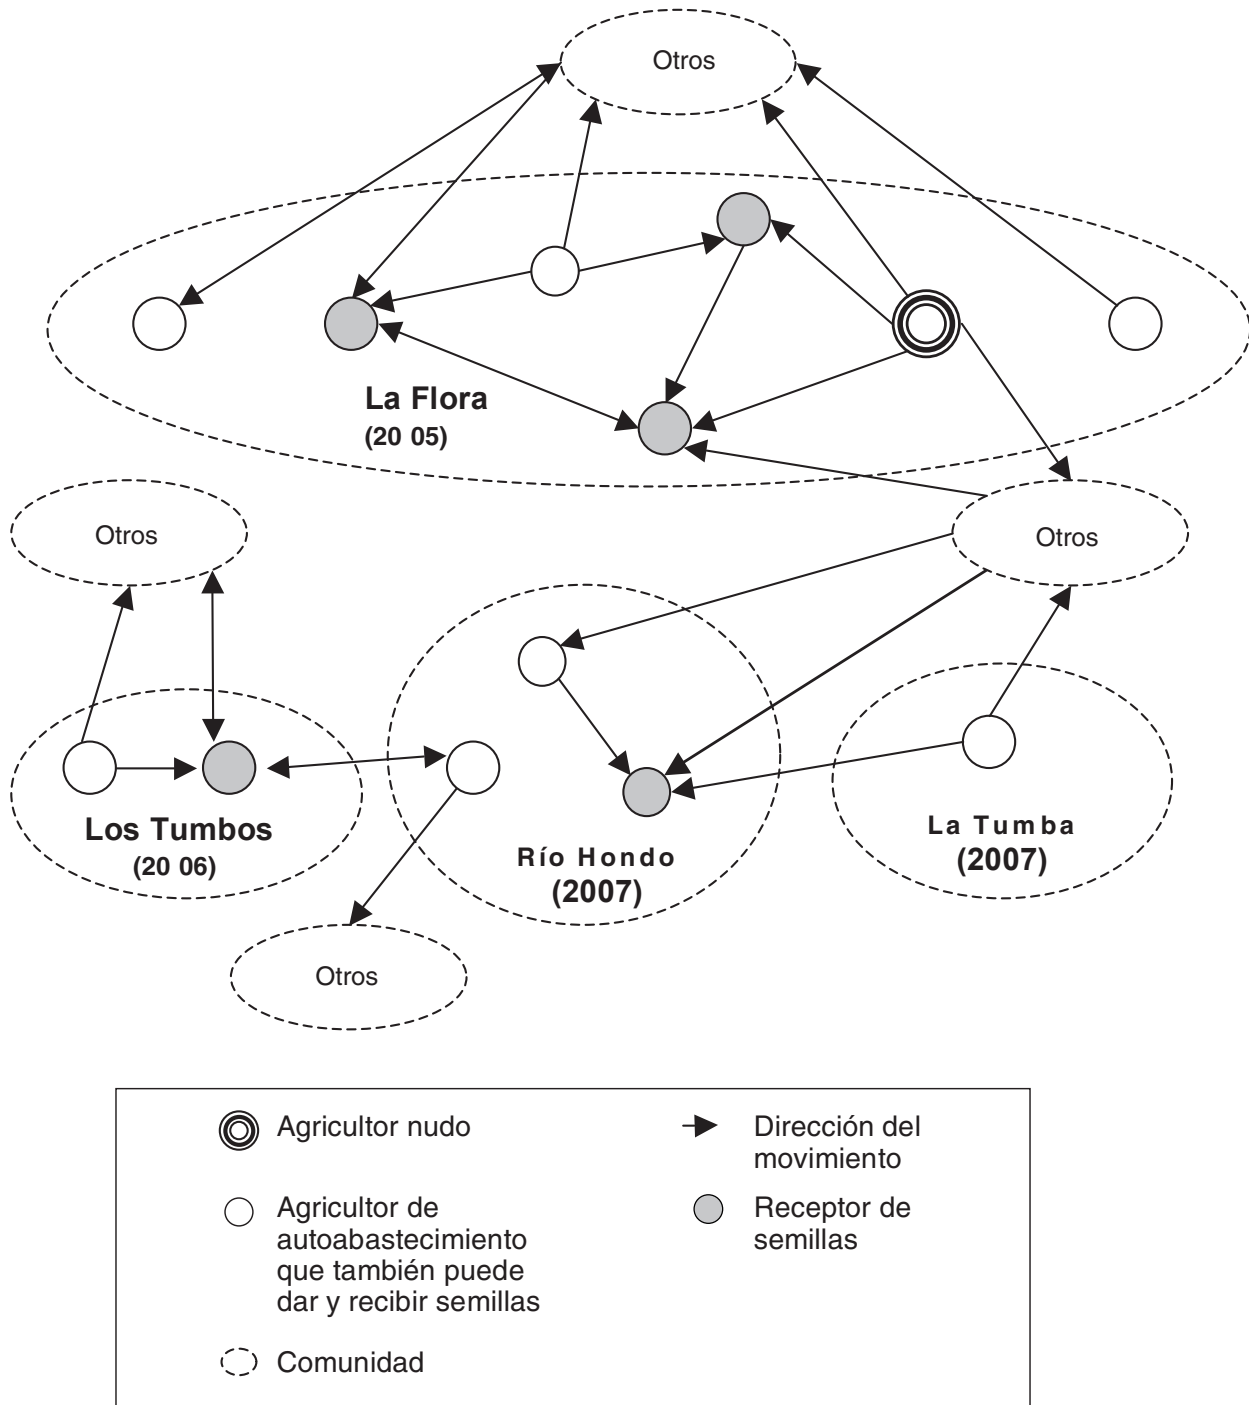 Otros
La Flora
(20 05)
Otros
Otros
Los Tumbos
(20 06)
Río Hondo
(2007)
La Tumba
(2007)
Otros
Agricultor nudo
Agricultor de
autoabastecimiento
que también puede
dar y recibir semillas
Comunidad
Dirección del
movimiento
Receptor de
semillas